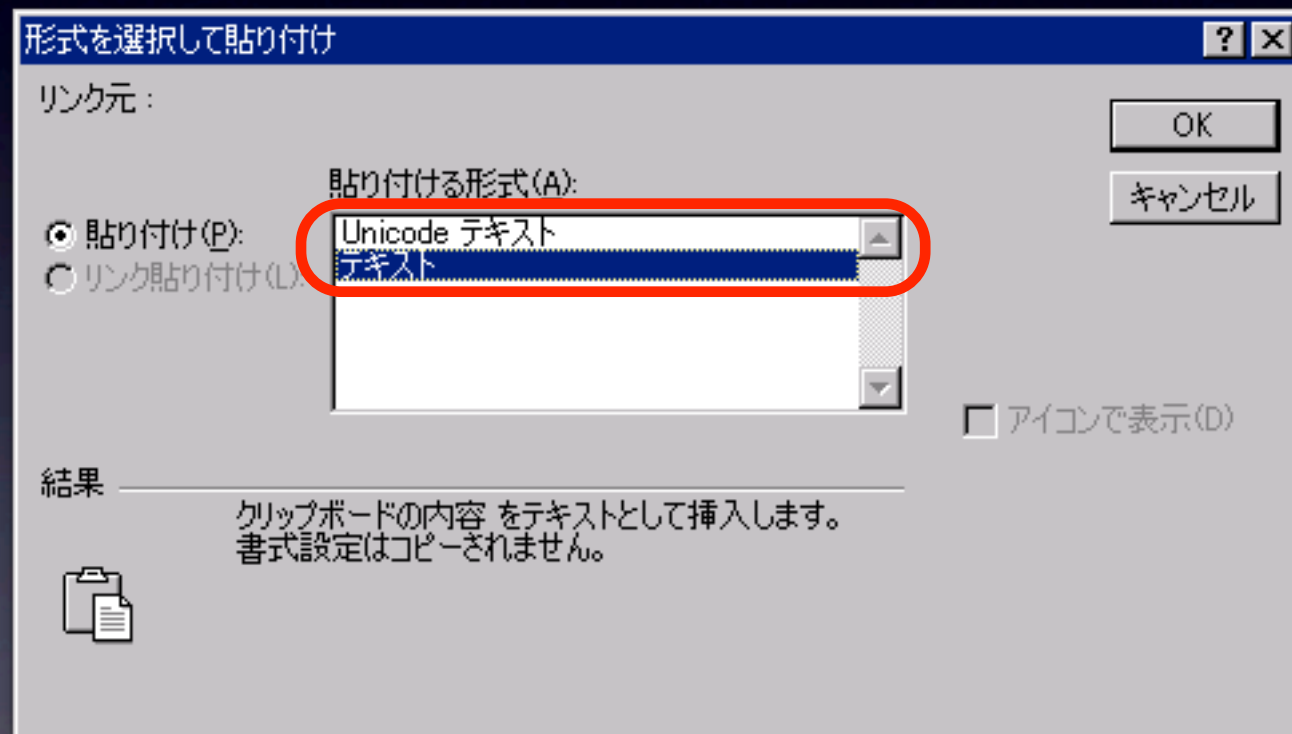 形式を選択して貼り付け
リンク元：
OK
キャンセル
貼り付ける形式(A):
貼り付け(P):
リンク貼り付け(L):
Unicode テキスト
テキスト
アイコンで表示(D)
結果
クリップボードの内容 をテキストとして挿入します。
書式設定はコピーされません。